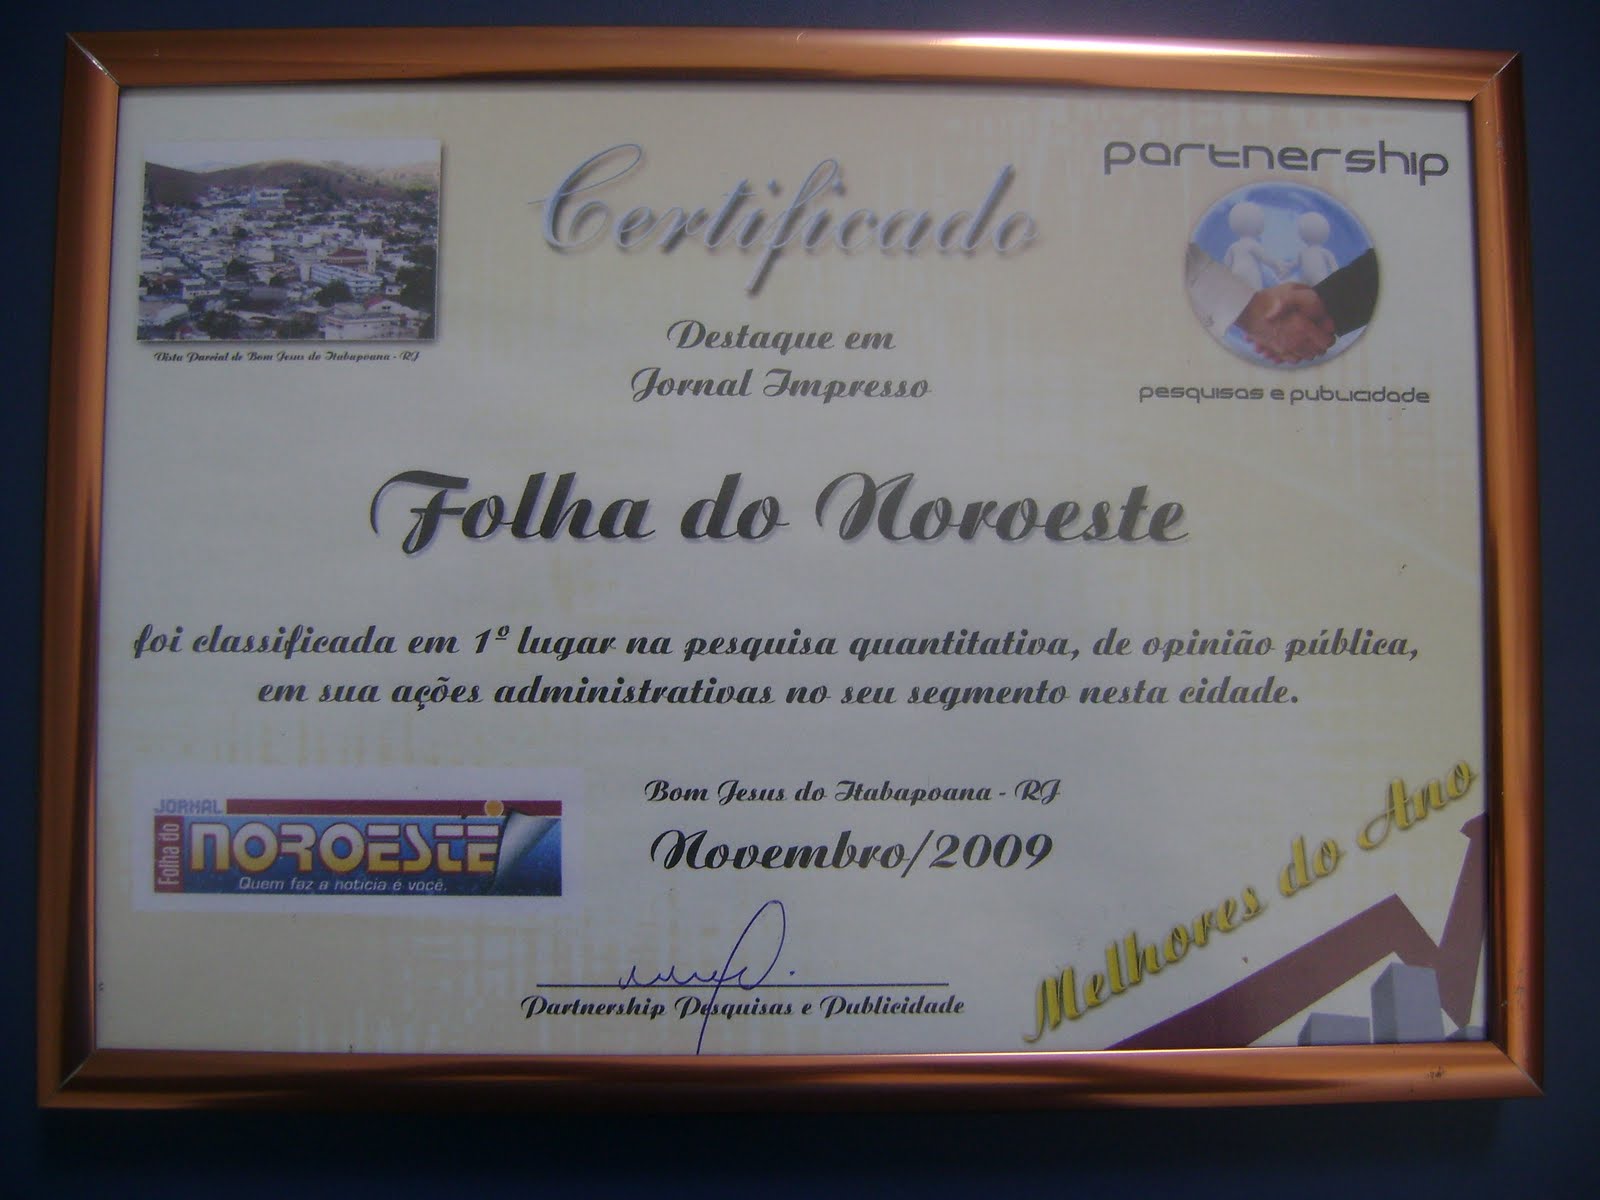 Certificado
partnership
pesquisas e publicidade
Vista Parcial de Bom Jesus do Itabapoana - RJ
Destaque em
Jornal Impresso
Folha do Noroeste
foi classificada em 1º lugar na pesquisa quantitativa, de opinião pública,
em sua ações administrativas no seu segmento nesta cidade.
JORNAL
Folha do
NOROESTE
Quem faz a notícia é você.
Bom Jesus do Itabapoana - RJ
Novembro/2009
Partnership Pesquisas e Publicidade
Melhores do Ano